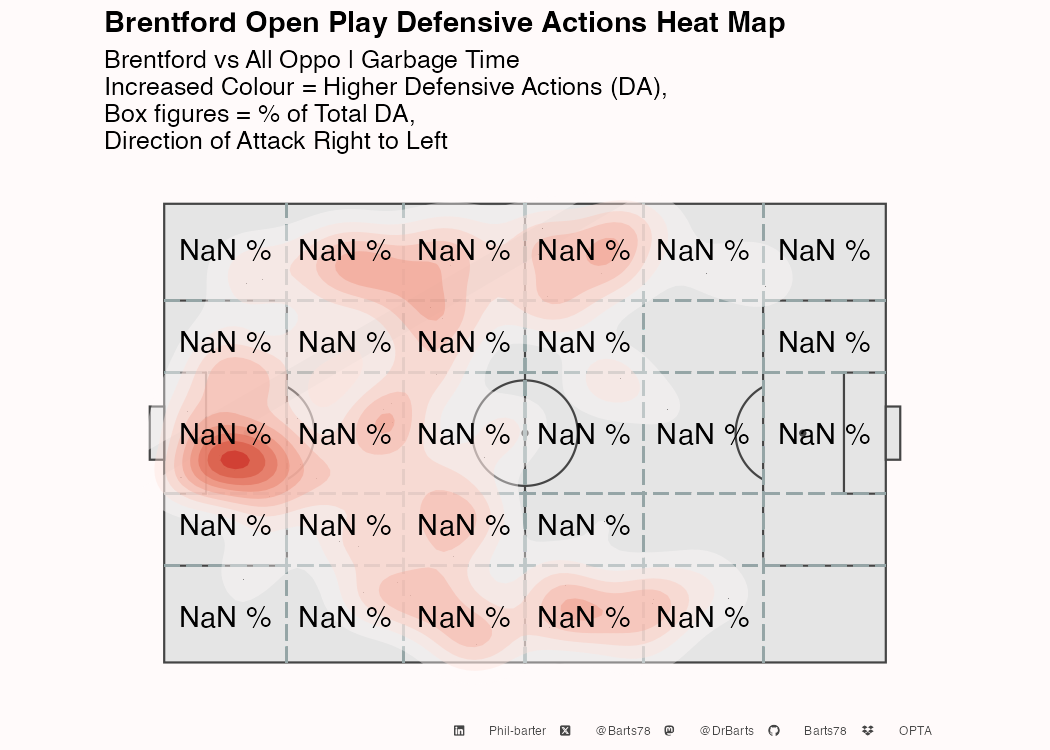 Brentford Open Play Defensive Actions Heat Map
Brentford vs All Oppo | Garbage Time
Increased Colour = Higher Defensive Actions (DA),
Box figures = % of Total DA,
Direction of Attack Right to Left
NaN % NaN % NaN % NaN % NaN % NaN %
NaN % NaN % NaN % NaN % NaN %
NaN % NaN % NaN % NaN % NaN % NaN %
NaN % NaN % NaN % NaN %
NaN % NaN % NaN % NaN % NaN %
Phil-barter @Barts78 @DrBarts Barts78 OPTA